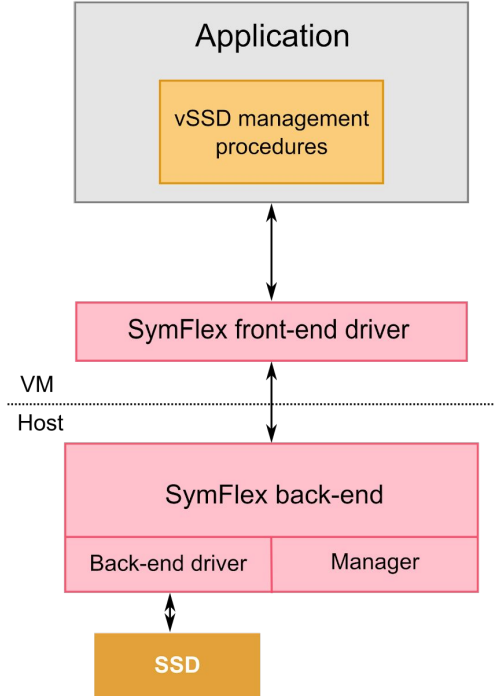 Application
vSSD management
procedures
SymFlex front-end driver
VM
Host
SymFlex back-end
Back-end driver
Manager
SSD